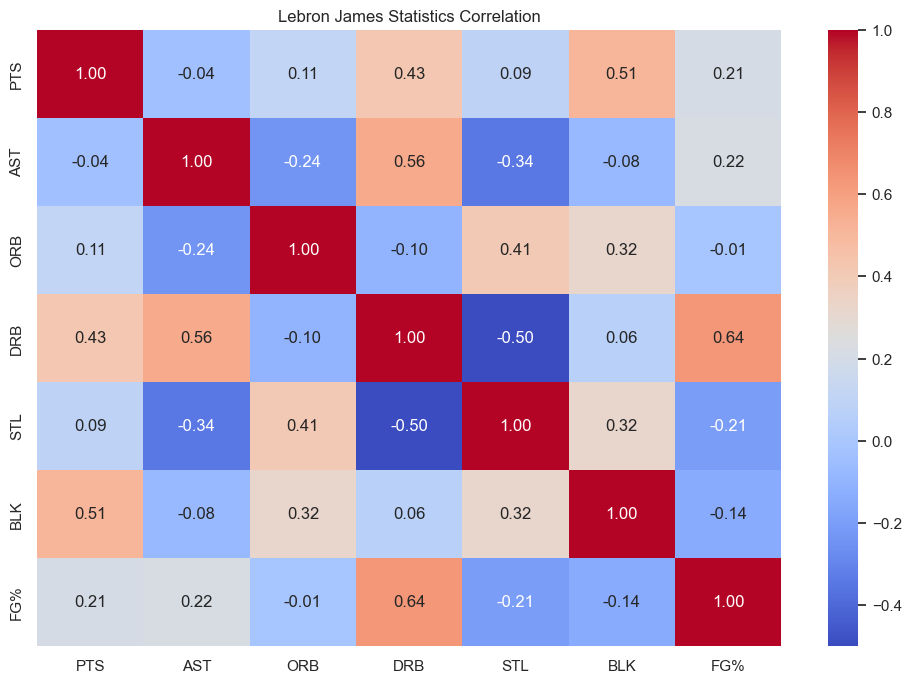 Lebron James Statistics Correlation
PTS 1.00 -0.04 0.11 0.43 0.09 0.51 0.21
AST -0.04 1.00 -0.24 0.56 -0.34 -0.08 0.22
ORB 0.11 -0.24 1.00 -0.10 0.41 0.32 -0.01
DRB 0.43 0.56 -0.10 1.00 -0.50 0.06 0.64
STL 0.09 -0.34 0.41 -0.50 1.00 0.32 -0.21
BLK 0.51 -0.08 0.32 0.06 0.32 1.00 -0.14
FG% 0.21 0.22 -0.01 0.64 -0.21 -0.14 1.00
PTS AST ORB DRB STL BLK FG%
1.0
0.8
0.6
0.4
0.2
0.0
−0.2
−0.4